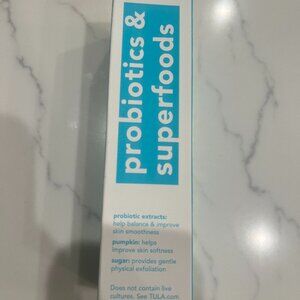 probiotics &
superfoods
probiotic extracts:
help balance & improve
skin smoothness
pumpkin: helps
improve skin softness
sugar: provides gentle
physical exfoliation
Does not contain live
cultures. See TULA.com